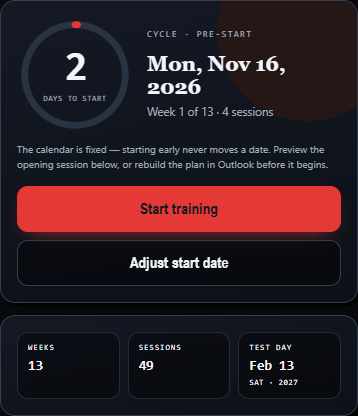 2
DAYS TO START
CYCLE · PRE-START
Mon, Nov 16,
2026
Week 1 of 13 · 4 sessions
The calendar is fixed — starting early never moves a date. Preview the
opening session below, or rebuild the plan in Outlook before it begins.
Start training
Adjust start date
WEEKS
13
SESSIONS
49
TEST DAY
Feb 13
SAT · 2027